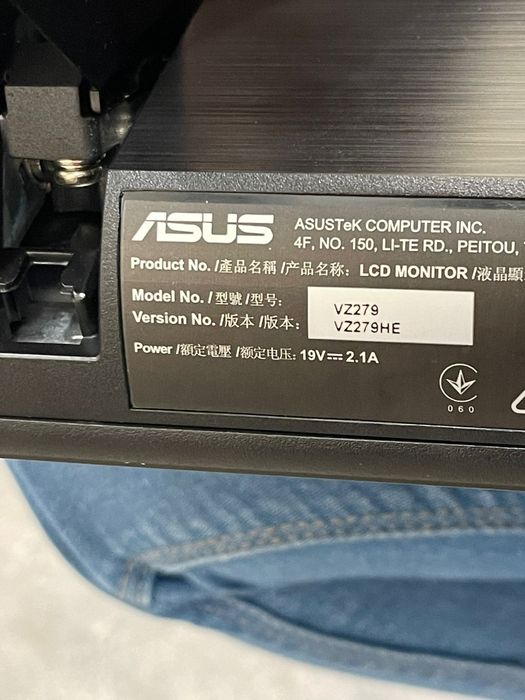 ASUS
ASUSTeK COMPUTER INC.
4F, NO. 150, LI-TE RD., PEITOU,
Product No. /產品名稱 /产品名称: LCD MONITOR /液晶顯
Model No. / 型號 /型号: VZ279
Version No. /版本 /版本: VZ279HE
Power /額定電壓 /额定电压: 19V⎓ 2.1A
060